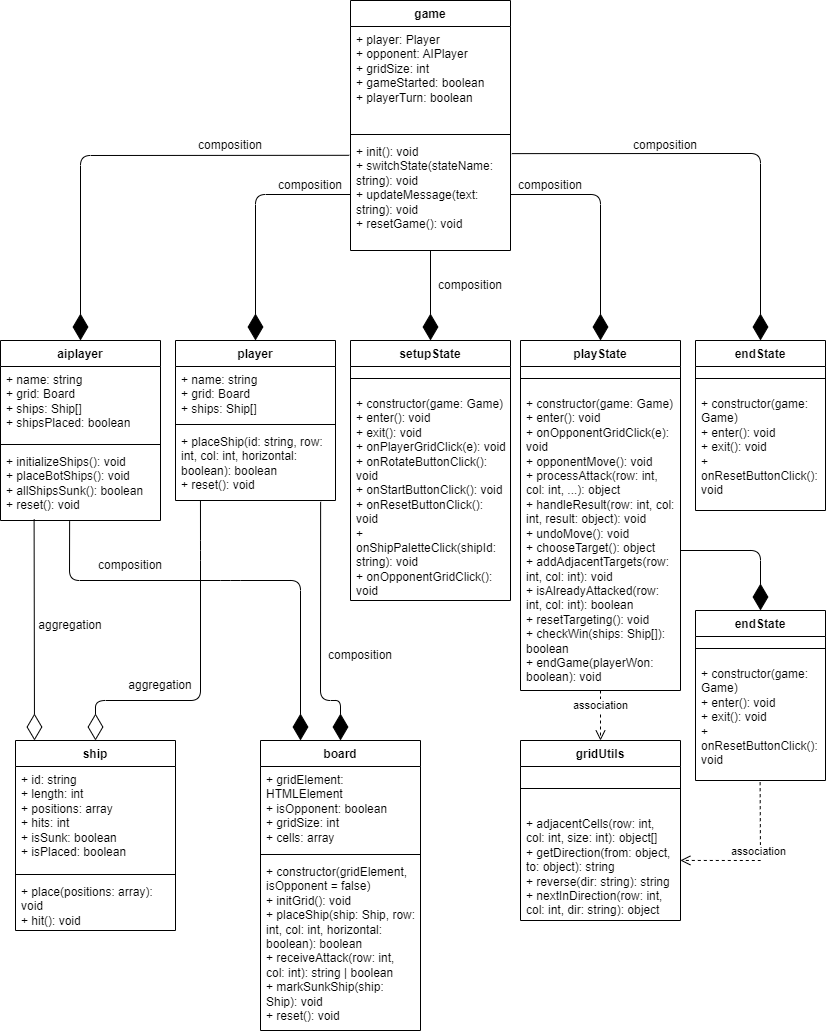 game
+ player: Player
+ opponent: AIPlayer
+ gridSize: int
+ gameStarted: boolean
+ playerTurn: boolean
+ init(): void
+ switchState(stateName:
string): void
+ updateMessage(text:
string): void
+ resetGame(): void
composition
composition
composition
composition
composition
aiplayer
+ name: string
+ grid: Board
+ ships: Ship[]
+ shipsPlaced: boolean
+ initializeShips(): void
+ placeBotShips(): void
+ allShipsSunk(): boolean
+ reset(): void
player
+ name: string
+ grid: Board
+ ships: Ship[]
+ placeShip(id: string, row:
int, col: int, horizontal:
boolean): boolean
+ reset(): void
setupState
+ constructor(game: Game)
+ enter(): void
+ exit(): void
+ onPlayerGridClick(e): void
+ onRotateButtonClick():
void
+ onStartButtonClick(): void
+ onResetButtonClick():
void
+
onShipPaletteClick(shipId:
string): void
+ onOpponentGridClick():
void
playState
+ constructor(game: Game)
+ enter(): void
+ onOpponentGridClick(e):
void
+ opponentMove(): void
+ processAttack(row: int,
col: int, ...): object
+ handleResult(row: int, col:
int, result: object): void
+ undoMove(): void
+ chooseTarget(): object
+ addAdjacentTargets(row:
int, col: int): void
+ isAlreadyAttacked(row:
int, col: int): boolean
+ resetTargeting(): void
+ checkWin(ships: Ship[]):
boolean
+ endGame(playerWon:
boolean): void
endState
+ constructor(game:
Game)
+ enter(): void
+ exit(): void
+
onResetButtonClick():
void
composition
aggregation
composition
aggregation
association
endState
+ constructor(game:
Game)
+ enter(): void
+ exit(): void
+
onResetButtonClick():
void
association
ship
+ id: string
+ length: int
+ positions: array
+ hits: int
+ isSunk: boolean
+ isPlaced: boolean
+ place(positions: array):
void
+ hit(): void
board
+ gridElement:
HTMLElement
+ isOpponent: boolean
+ gridSize: int
+ cells: array
+ constructor(gridElement,
isOpponent = false)
+ initGrid(): void
+ placeShip(ship: Ship, row:
int, col: int, horizontal:
boolean): boolean
+ receiveAttack(row: int,
col: int): string | boolean
+ markSunkShip(ship:
Ship): void
+ reset(): void
gridUtils
+ adjacentCells(row: int,
col: int, size: int): object[]
+ getDirection(from: object,
to: object): string
+ reverse(dir: string): string
+ nextInDirection(row: int,
col: int, dir: string): object